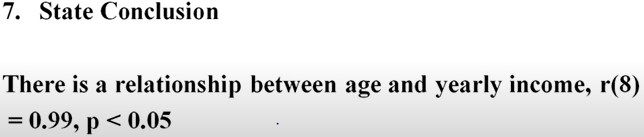 7. State Conclusion
There is a relationship between age and yearly income, r(8)
= 0.99, p < 0.05